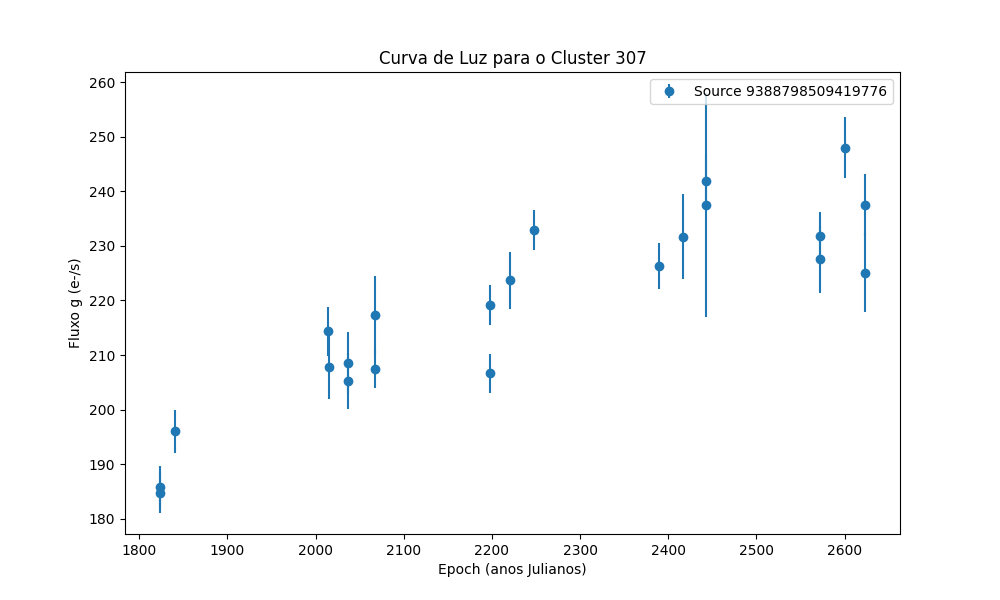 Curva de Luz para o Cluster 307
Source 9388798509419776
Fluxo g (e-/s)
260
250
240
230
220
210
200
190
180
1800 1900 2000 2100 2200 2300 2400 2500 2600
Epoch (anos Julianos)